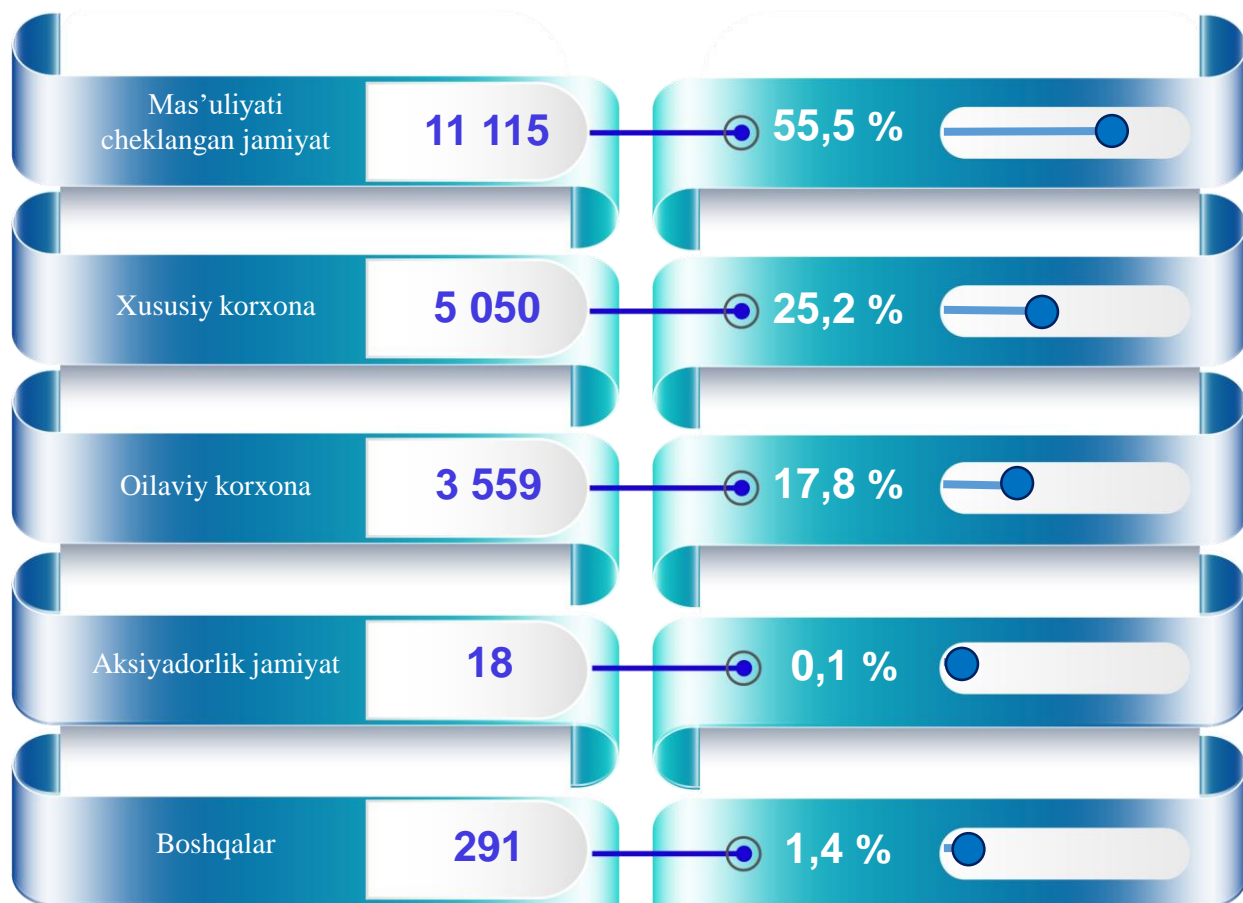 Mas’uliyati
cheklangan jamiyat
11 115
55,5 %
Xususiy korxona
5 050
25,2 %
Oilaviy korxona
3 559
17,8 %
Aksiyadorlik jamiyat
18
0,1 %
Boshqalar
291
1,4 %